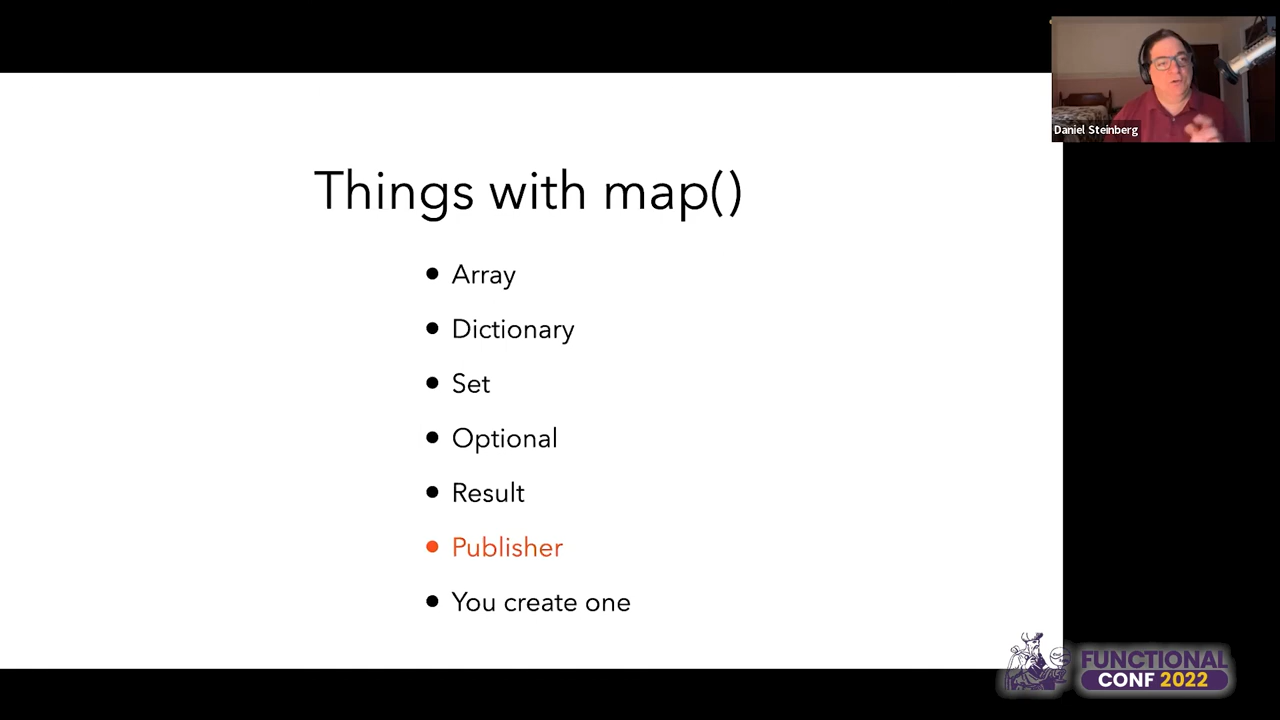 Daniel Steinberg
Things with map()
• Array
• Dictionary
• Set
• Optional
• Result
• Publisher
• You create one
FUNCTIONAL
CONF 2022